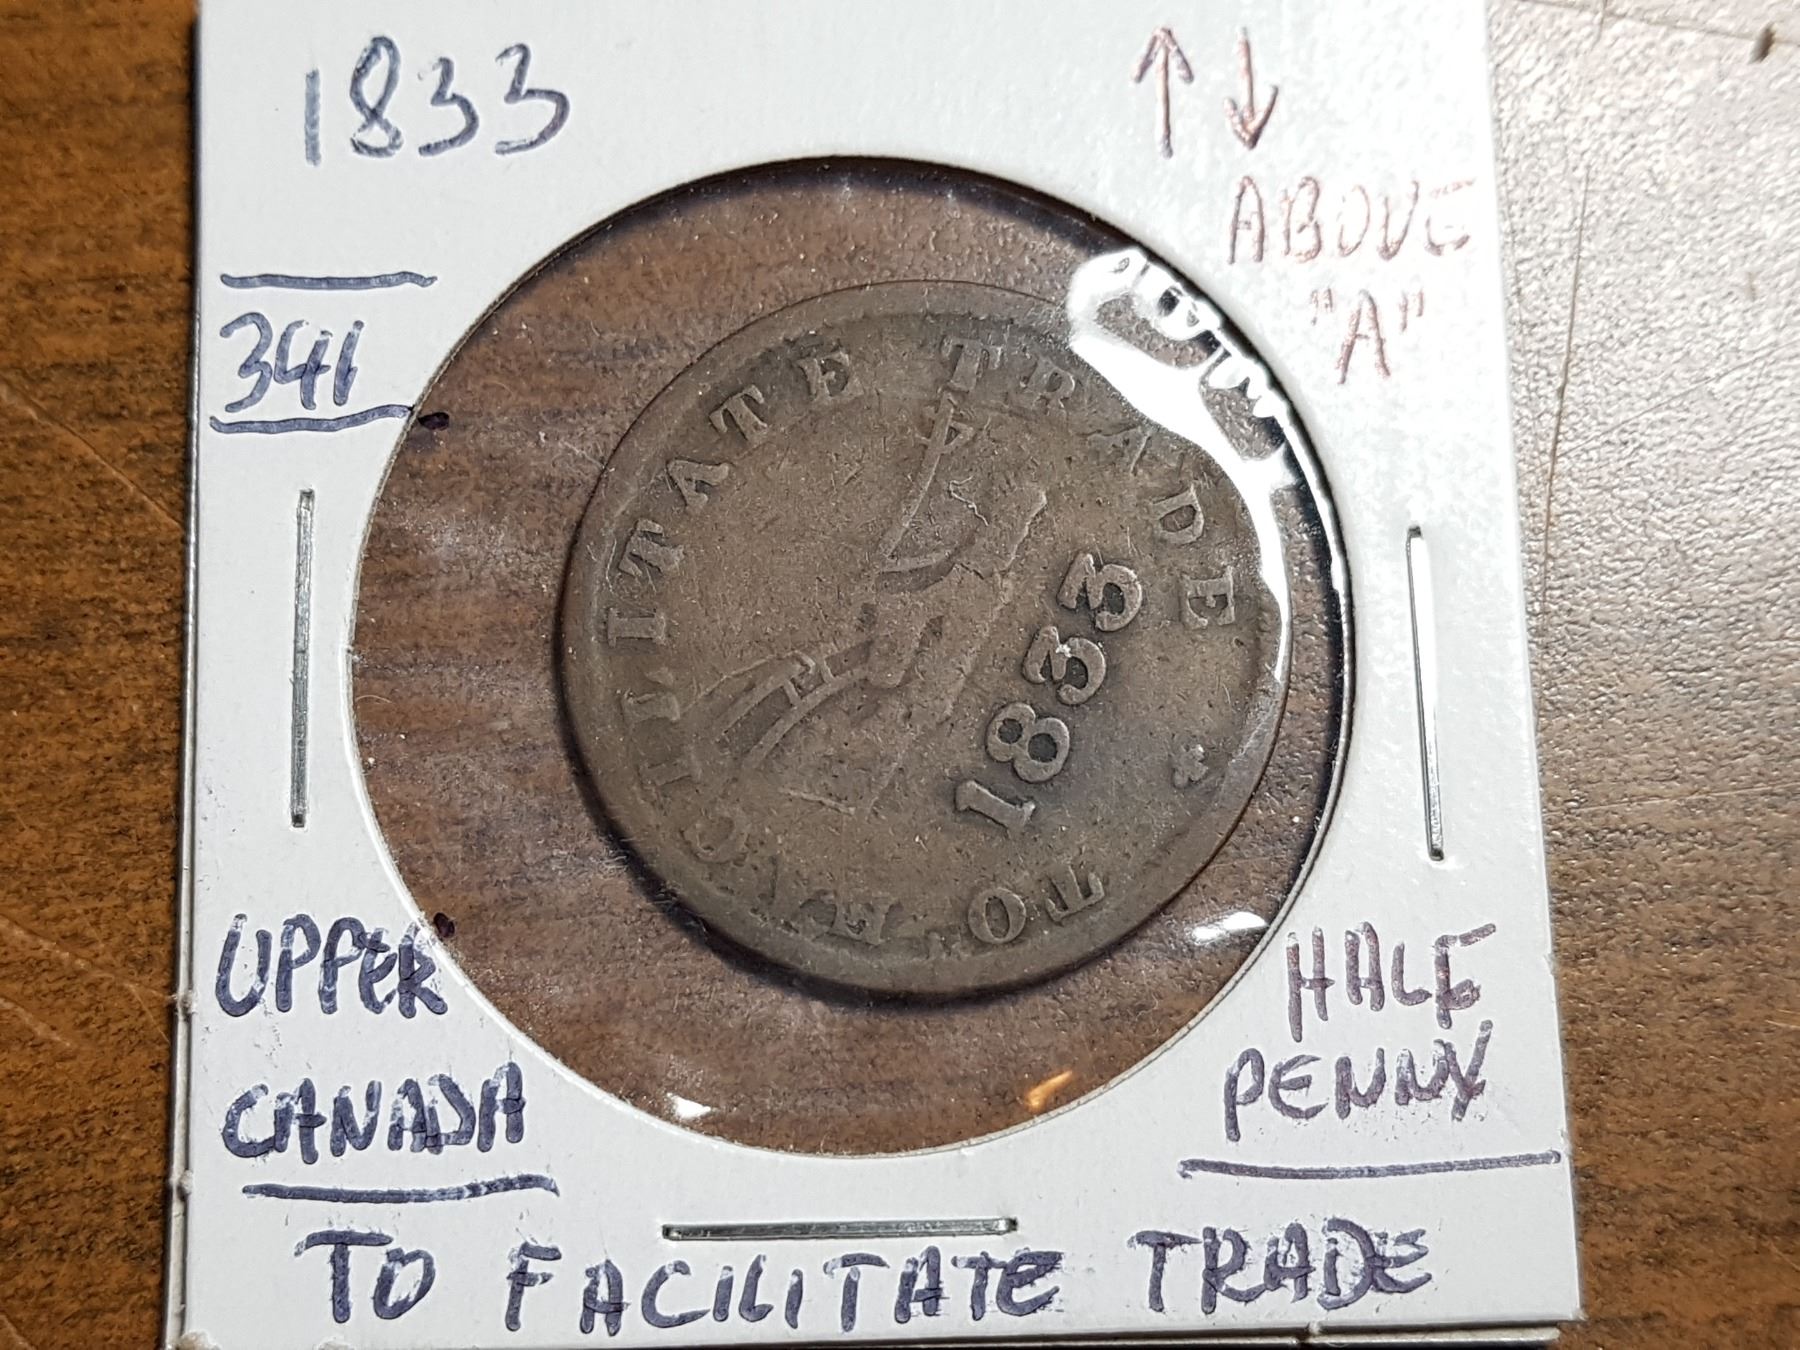 1833
↑ ↓
ABOVE
"A"
341
TO FACILITATE TRADE
1833
UPPER
CANADA
HALF
PENNY
TO FACILITATE TRADE